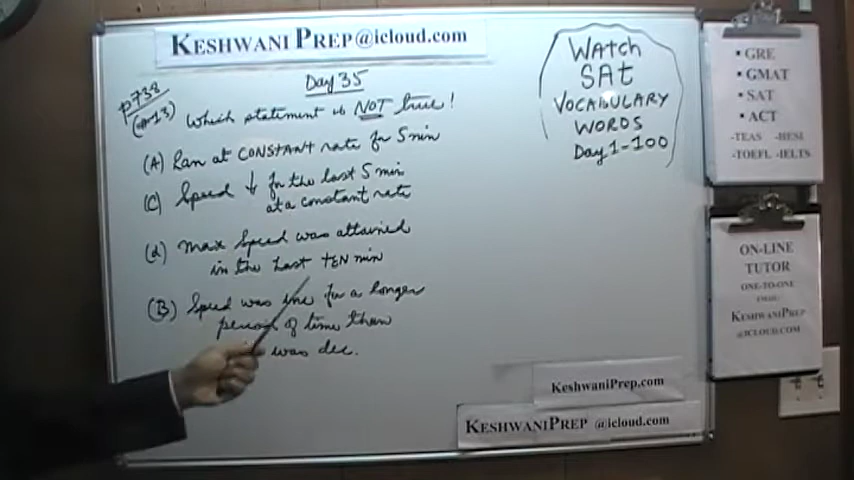 KESHWANI PREP@icloud.com
Day 35
p738
(#13)
Which statement is NOT true!
(A) Ran at CONSTANT rate for 5 min
(C) Speed ↓ for the last 5 min
at a constant rate
(d) Max Speed was attained
in the Last TEN min
(B) Speed was inc for a longer
period of time than
was dec.
WATCH
SAt
VOCABULARY
WORDS
Day 1-100
• GRE
• GMAT
• SAT
• ACT
-TEAS -HESI
-TOEFL -IELTS
ON-LINE
TUTOR
ONE-TO-ONE
EMAIL:
KESHWANIPREP
@ICLOUD.COM
KeshwaniPrep.com
KESHWANIPREP @icloud.com